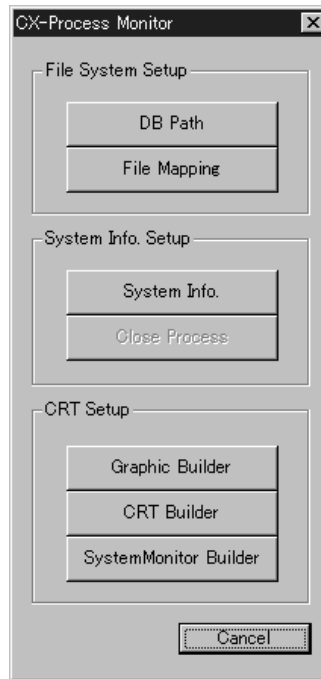 CX-Process Monitor
File System Setup
DB Path
File Mapping
System Info. Setup
System Info.
Close Process
CRT Setup
Graphic Builder
CRT Builder
SystemMonitor Builder
Cancel